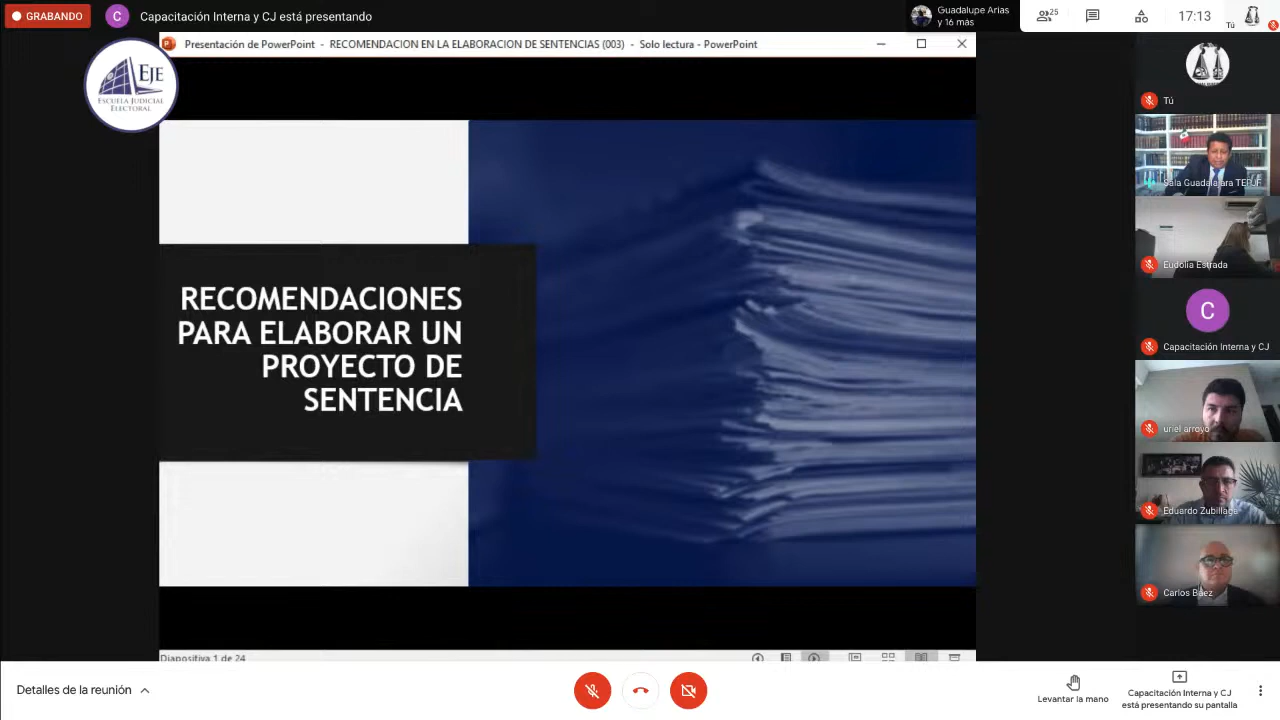 GRABANDO
C
Capacitación Interna y CJ está presentando
Guadalupe Arias
y 16 más
25
17:13
Tú
Presentación de PowerPoint - RECOMENDACION EN LA ELABORACION DE SENTENCIAS (003) - Solo lectura - PowerPoint
EJE
ESCUELA JUDICIAL
ELECTORAL
RECOMENDACIONES
PARA ELABORAR UN
PROYECTO DE
SENTENCIA
Tú
Sala Guadalajara TEPJF
Eudolia Estrada
C
Capacitación Interna y CJ
uriel arroyo
Eduardo Zubillaga
Carlos Báez
Diapositiva 1 de 24
Detalles de la reunión
Levantar la mano
Capacitación Interna y CJ
está presentando su pantalla